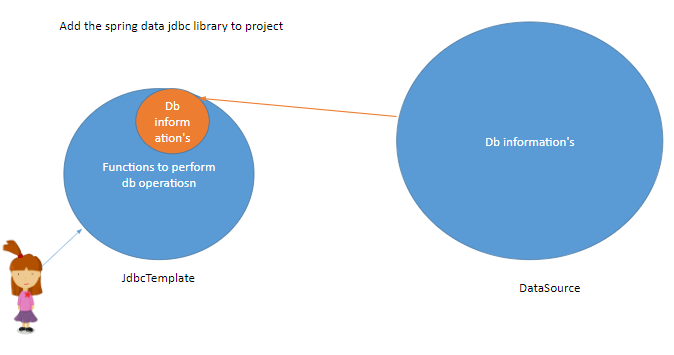 Add the spring data jdbc library to project
Db
inform
ation's
Functions to perform
db operatiosn
Db information's
JdbcTemplate
DataSource